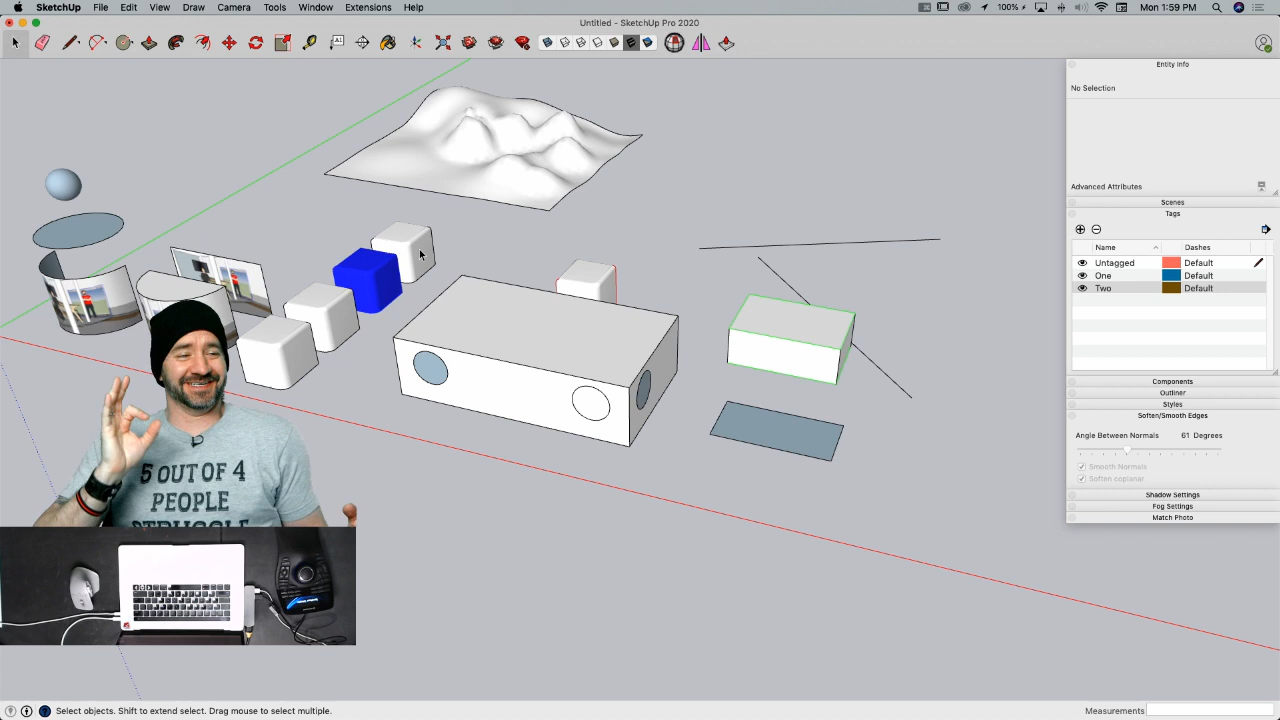 SketchUp File Edit View Draw Camera Tools Window Extensions Help
100% Mon 1:59 PM
Untitled - SketchUp Pro 2020
Entity Info
No Selection
Advanced Attributes
Scenes
Tags
Name Dashes
Untagged Default
One Default
Two Default
Components
Outliner
Styles
Soften/Smooth Edges
Angle Between Normals 61 Degrees
Smooth Normals
Soften coplanar
Shadow Settings
Fog Settings
Match Photo
5 OUT OF 4
PEOPLE
STRUGGLE
Select objects. Shift to extend select. Drag mouse to select multiple.
Measurements